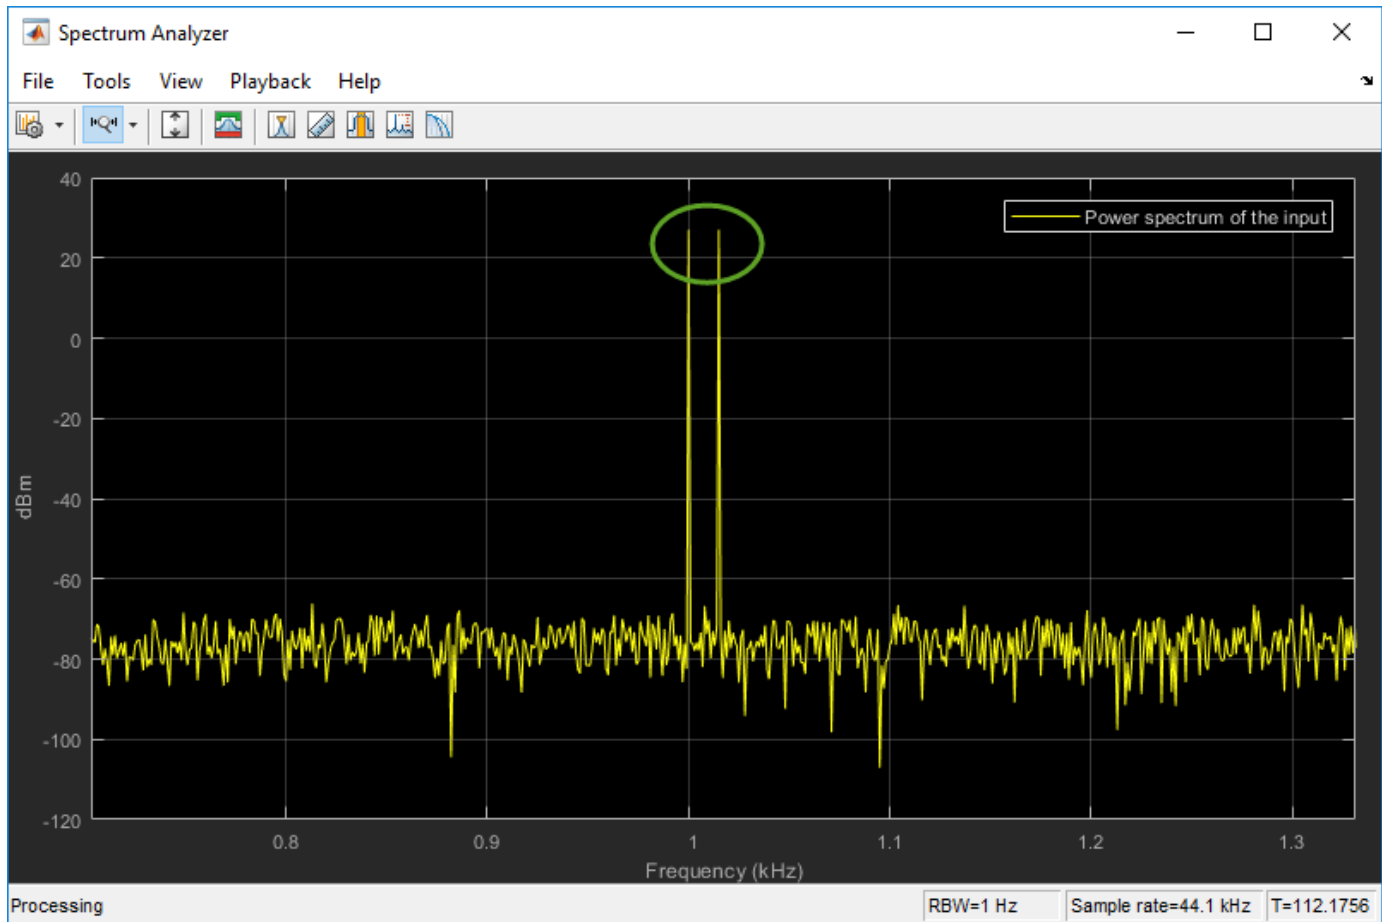 Spectrum Analyzer
File Tools View Playback Help
40
20
0
-20
-40
-60
-80
-100
-120
dBm
Power spectrum of the input
0.8 0.9 1 1.1 1.2 1.3
Frequency (kHz)
Processing RBW=1 Hz Sample rate=44.1 kHz T=112.1756